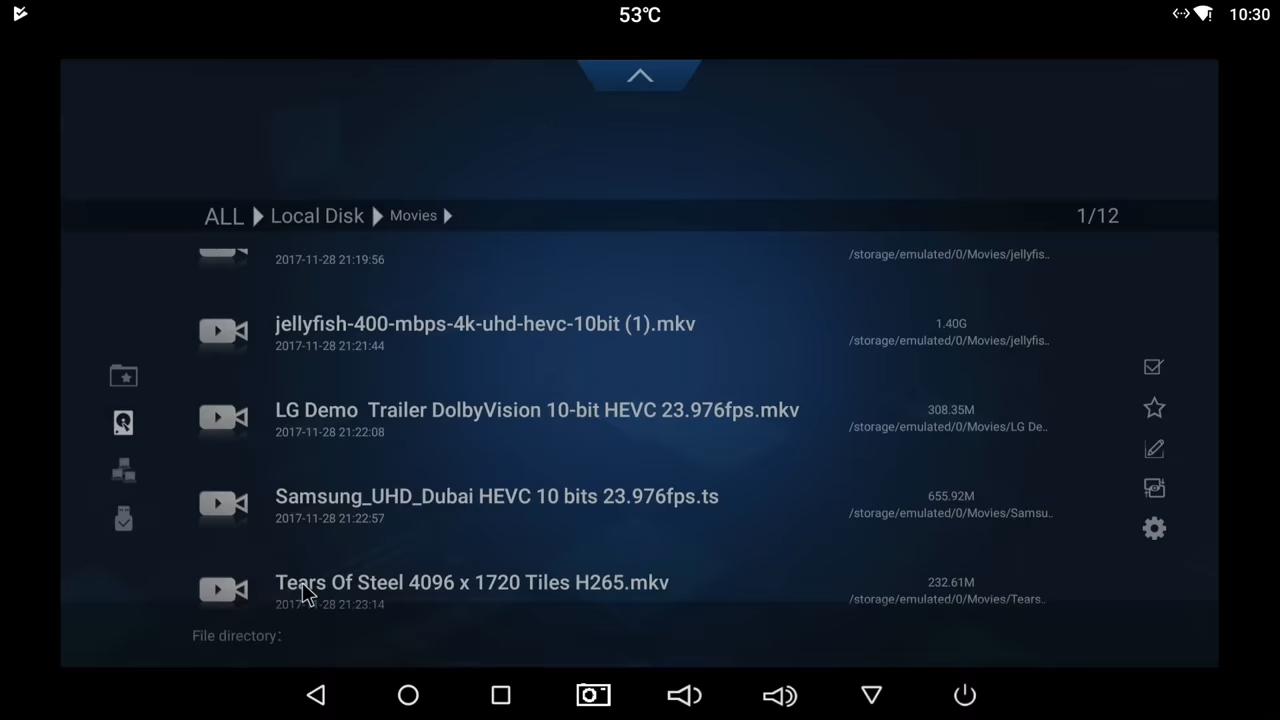 53℃
10:30
ALL Local Disk Movies 1/12
2017-11-28 21:19:56
/storage/emulated/0/Movies/jellyfis..
jellyfish-400-mbps-4k-uhd-hevc-10bit (1).mkv
1.40G
2017-11-28 21:21:44
/storage/emulated/0/Movies/jellyfis..
LG Demo  Trailer DolbyVision 10-bit HEVC 23.976fps.mkv
308.35M
2017-11-28 21:22:08
/storage/emulated/0/Movies/LG De..
Samsung_UHD_Dubai HEVC 10 bits 23.976fps.ts
655.92M
2017-11-28 21:22:57
/storage/emulated/0/Movies/Samsu..
Tears Of Steel 4096 x 1720 Tiles H265.mkv
232.61M
2017-11-28 21:23:14
/storage/emulated/0/Movies/Tears..
File directory: